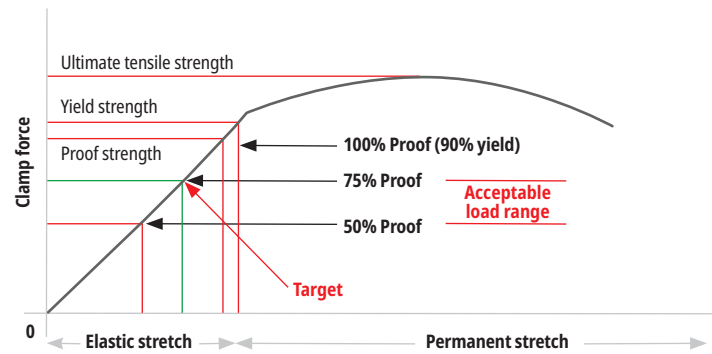 Ultimate tensile strength
Yield strength
Proof strength
Clamp force
100% Proof (90% yield)
75% Proof
50% Proof
Acceptable
load range
Target
0
Elastic stretch
Permanent stretch